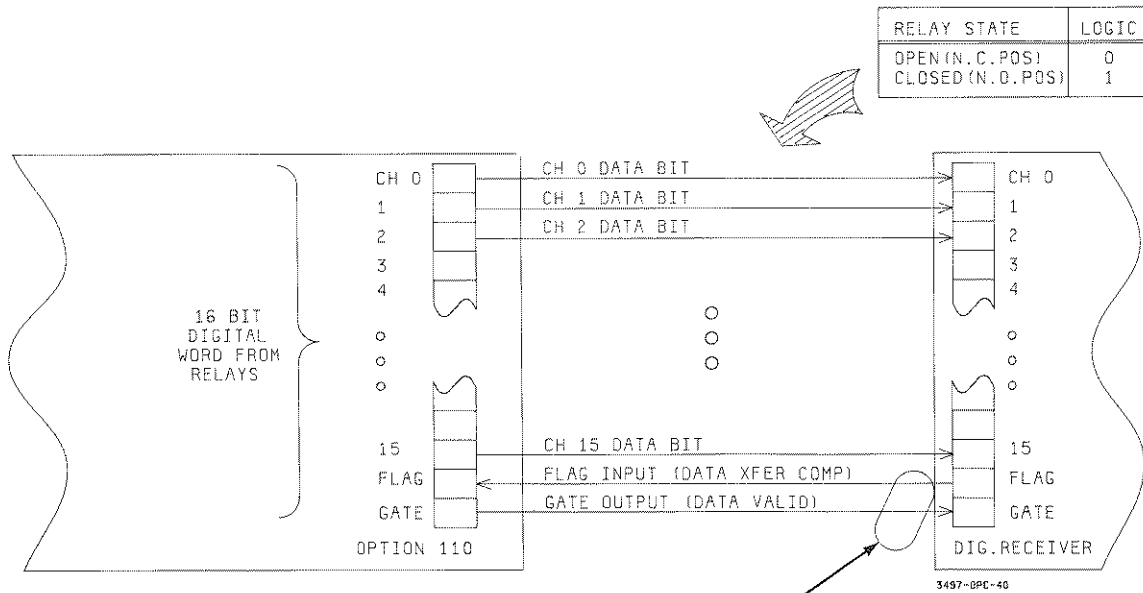 RELAY STATE LOGIC
OPEN(N.C.POS) 0
CLOSED(N.O.POS) 1
CH 0 CH 0 DATA BIT CH 0
1 CH 1 DATA BIT 1
2 CH 2 DATA BIT 2
3 3
4 4
16 BIT
DIGITAL
WORD FROM
RELAYS
15 CH 15 DATA BIT 15
FLAG FLAG INPUT (DATA XFER COMP) FLAG
GATE GATE OUTPUT (DATA VALID) GATE
OPTION 110 DIG.RECEIVER
3497-OPC-40